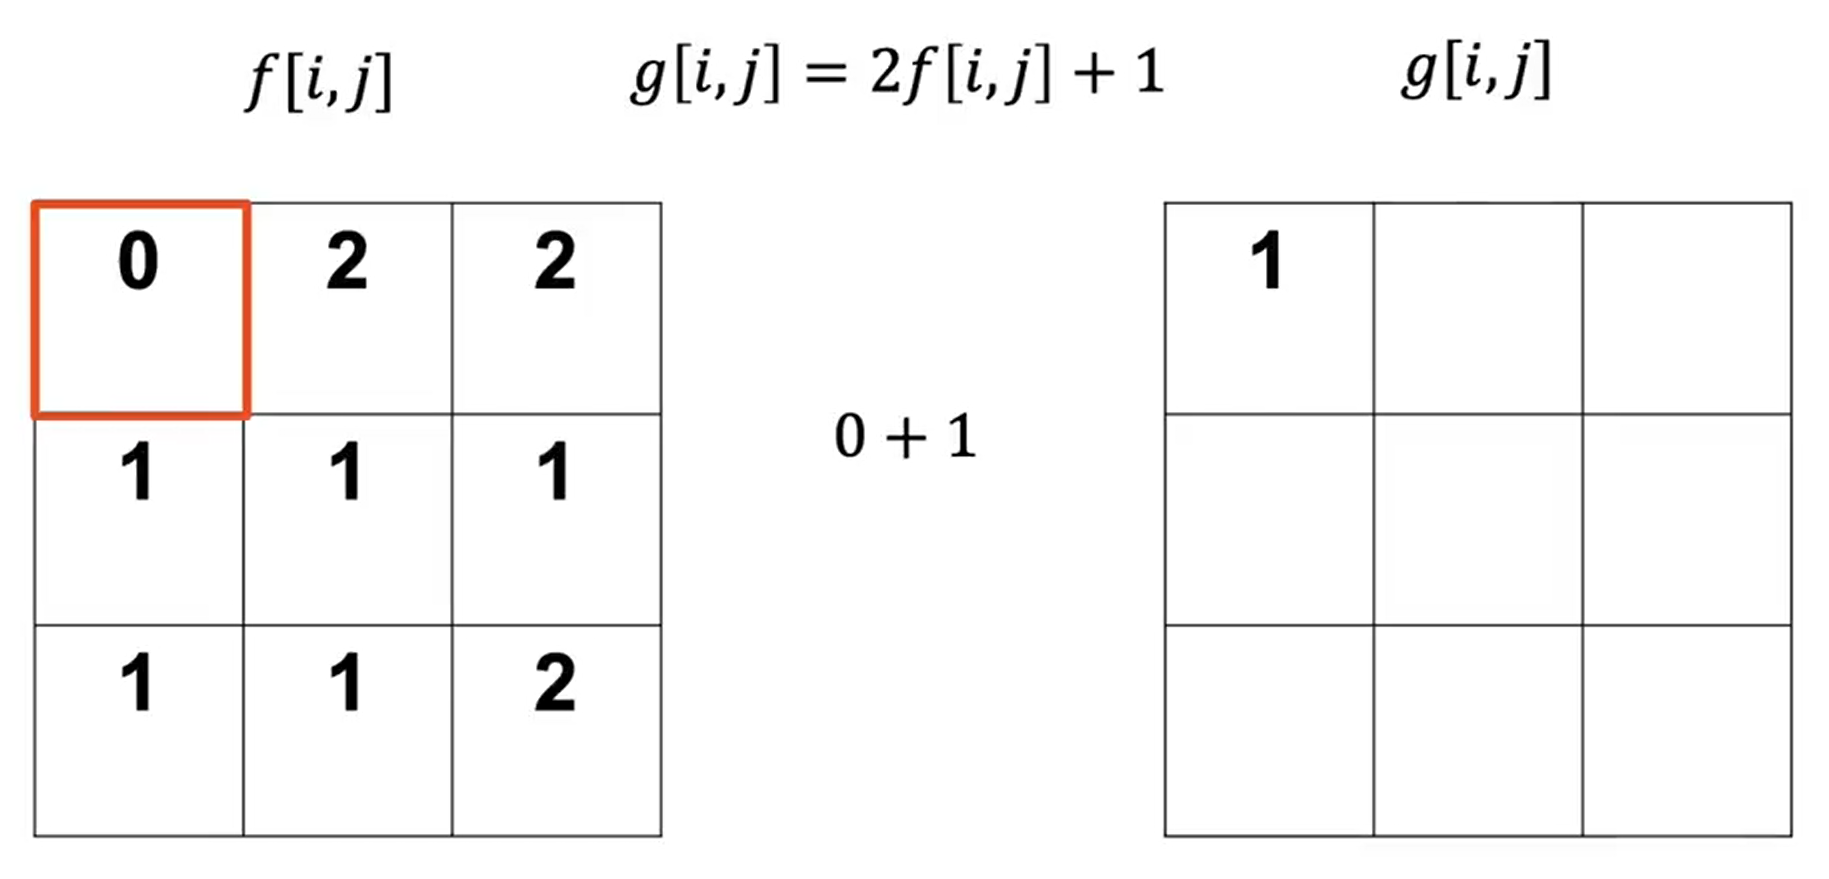 f[i,j] g[i,j] = 2f[i,j] + 1 g[i,j]
0 2 2 1
0 + 1
1 1 1
1 1 2